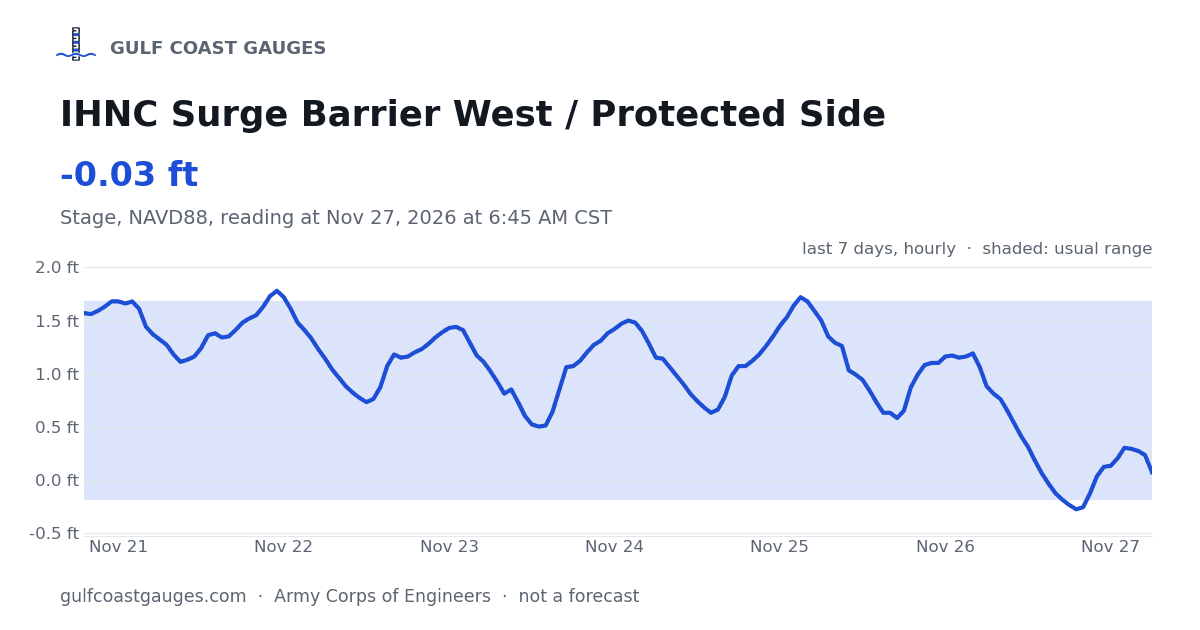 GULF COAST GAUGES
IHNC Surge Barrier West / Protected Side
-0.03 ft
Stage, NAVD88, reading at Nov 27, 2026 at 6:45 AM CST
last 7 days, hourly · shaded: usual range
2.0 ft
1.5 ft
1.0 ft
0.5 ft
0.0 ft
-0.5 ft
Nov 21 Nov 22 Nov 23 Nov 24 Nov 25 Nov 26 Nov 27
gulfcoastgauges.com · Army Corps of Engineers · not a forecast